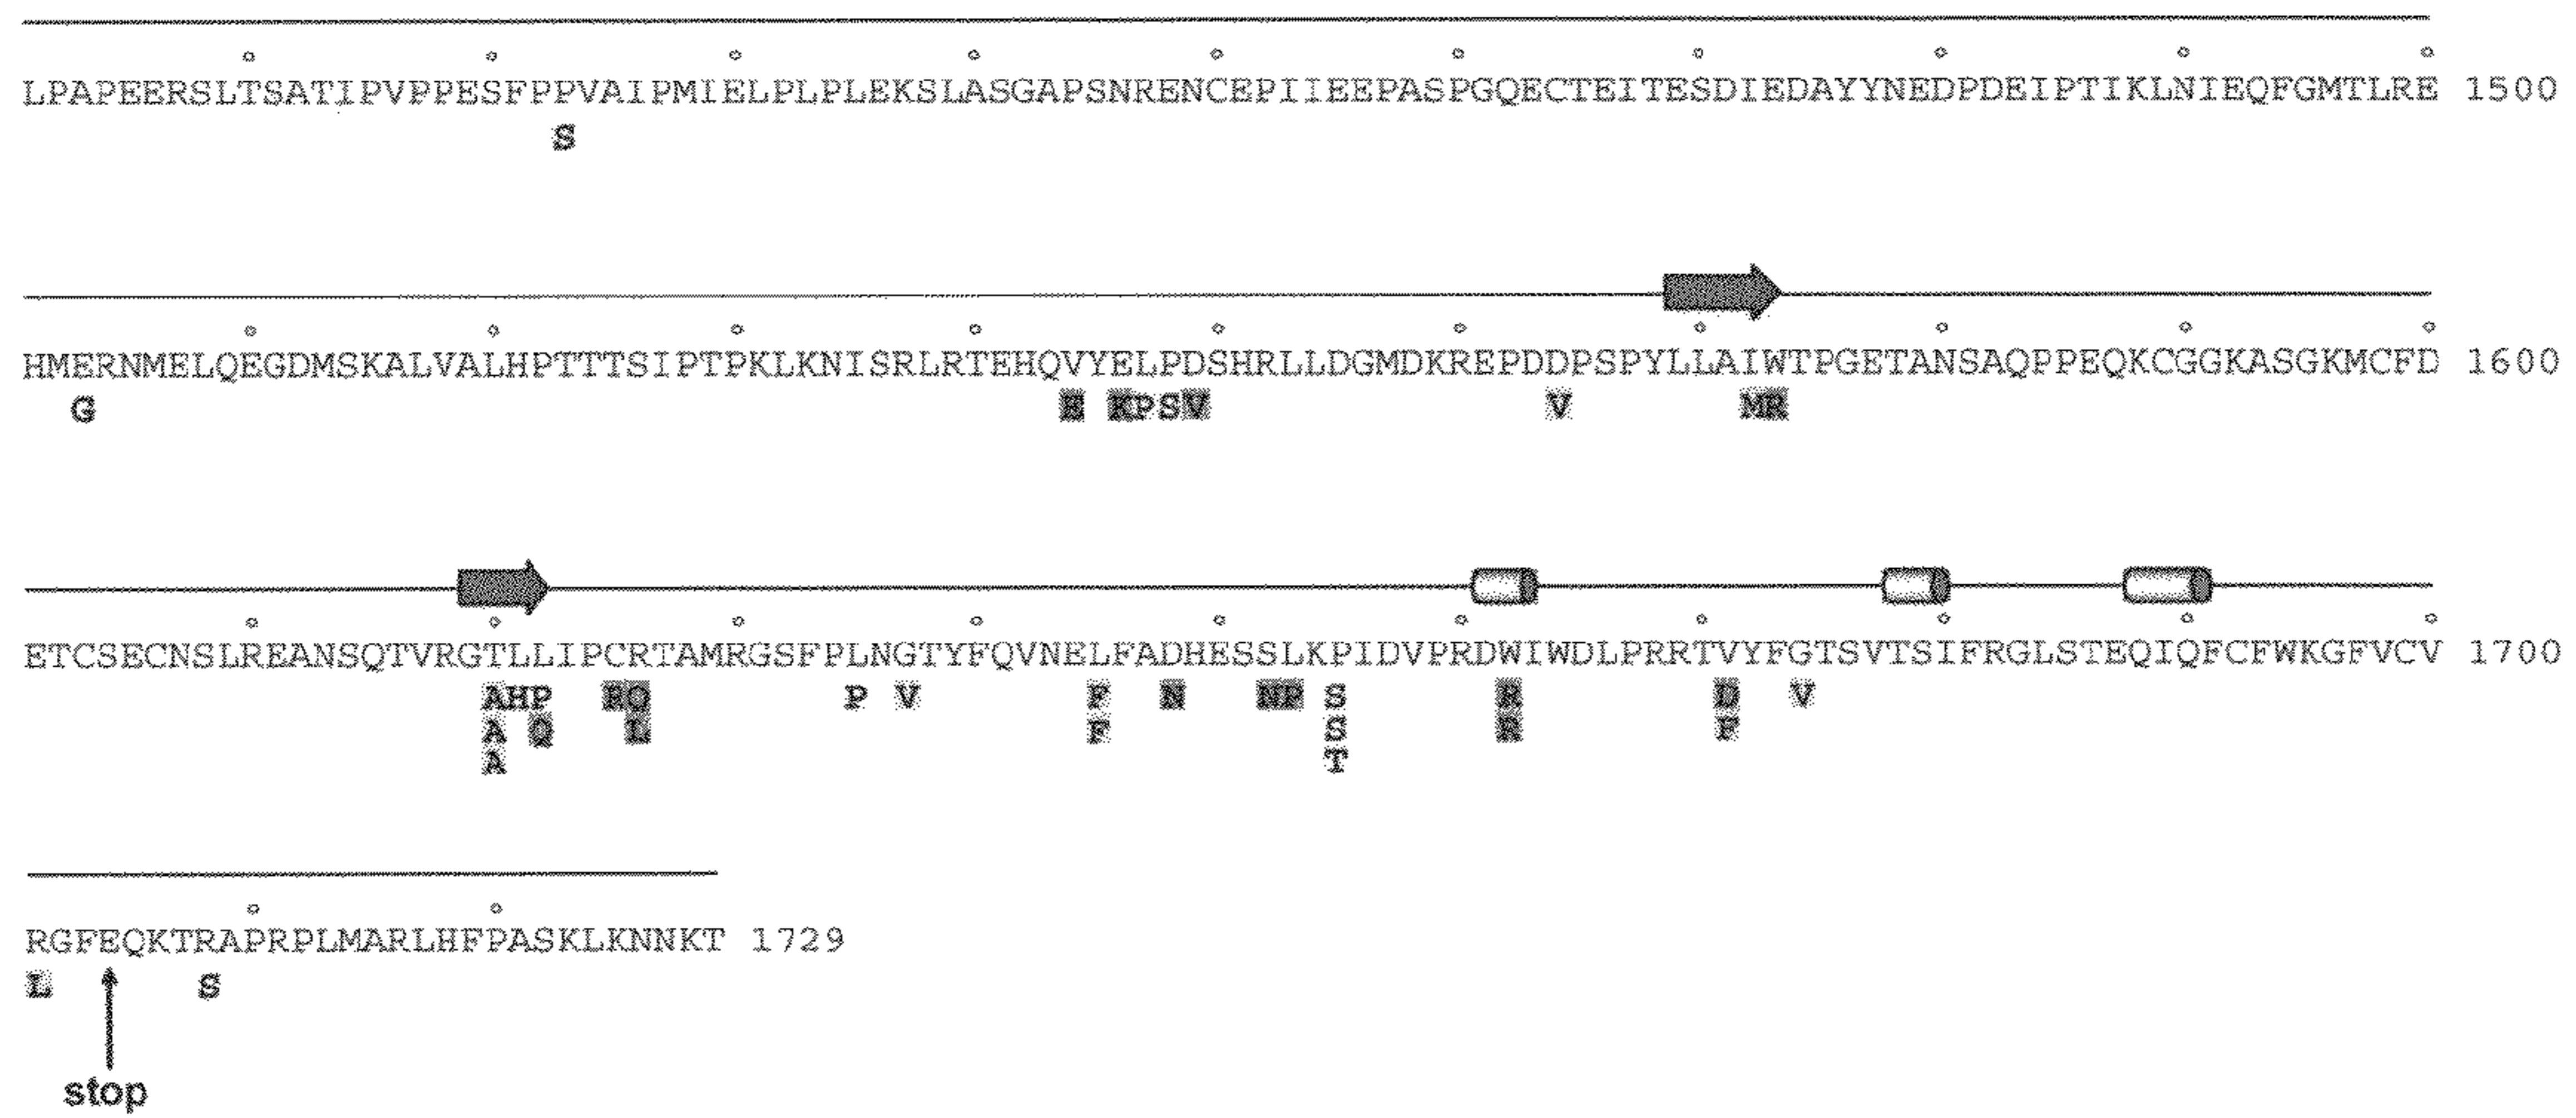 LPAPEERSLTSATIPVPPESFPPVAIPMIELPLPLEKSLASGAPSNRENCEPIIEEPASPGQECTEITESDIEDAYYNEDPDEIPTIKLNIEQFGMTLRE 1500
S
HMERNMELQEGDMSKALVALHPTTTSIPTPKLKNISRLRTEHQVYELPDSHRLLDGMDKREPDDPSPYLLAIWTPGETANSAQPPEQKCGGKASGKMCFD 1600
G E KPSV V MR
ETCSECNSLREANSQTVRGTLLIPCRTAMRGSFPLNGTYFQVNELFADHESSLKPIDVPRDWIWDLPRRTVYFGTSVTSIFRGLSTEQIQFCFWKGFVCV 1700
AHP RQ P V P N NP S R D V
A Q L F S R F
A T
RGFEQKTRAPRPLMARLHFPASKLKNNKT 1729
L S
stop